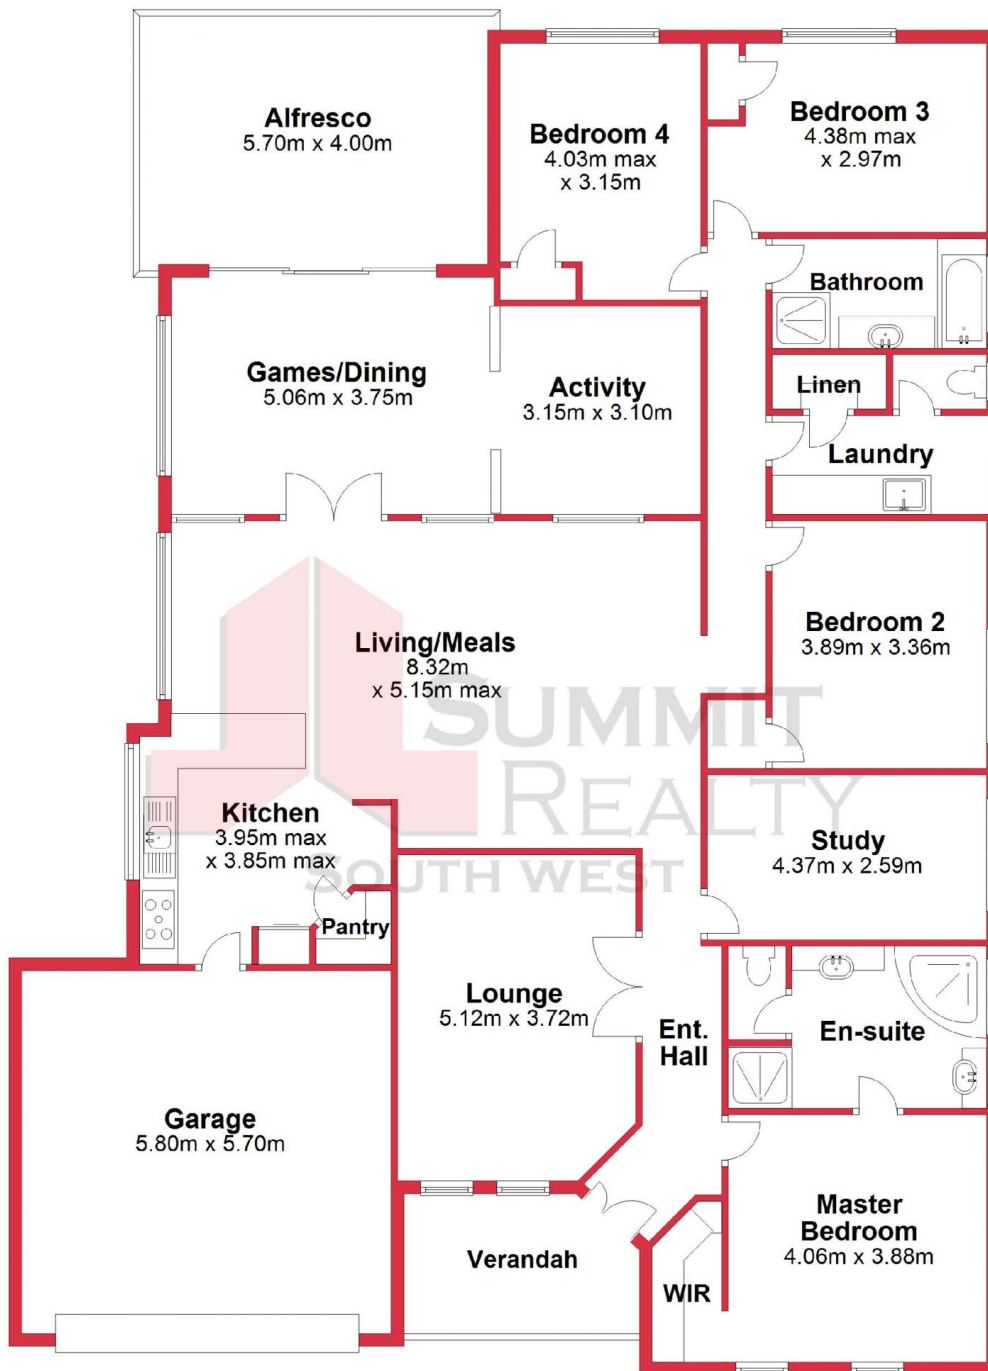 Alfresco
5.70m x 4.00m
Bedroom 4
4.03m max
x 3.15m
Bedroom 3
4.38m max
x 2.97m
Bathroom
Games/Dining
5.06m x 3.75m
Activity
3.15m x 3.10m
Linen
Laundry
Living/Meals
8.32m
x 5.15m max
Bedroom 2
3.89m x 3.36m
SUMMIT
REALTY
SOUTH WEST
Kitchen
3.95m max
x 3.85m max
Study
4.37m x 2.59m
Pantry
Lounge
5.12m x 3.72m
Ent.
Hall
En-suite
Garage
5.80m x 5.70m
Master
Bedroom
4.06m x 3.88m
Verandah
WIR